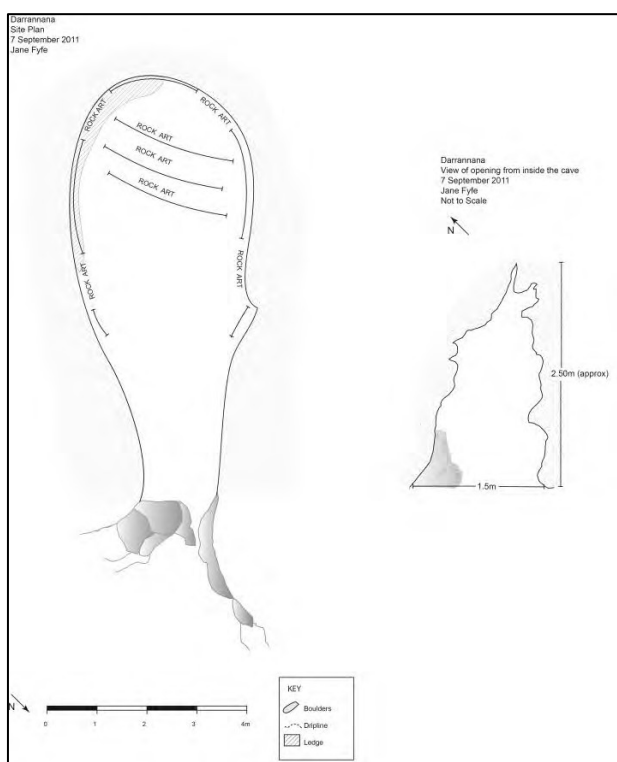 Darrannana
Site Plan
7 September 2011
Jane Fyfe
ROCK ART
ROCK ART
ROCK ART
ROCK ART
ROCK ART
ROCK ART
ROCK ART
Darrannana
View of opening from inside the cave
7 September 2011
Jane Fyfe
Not to Scale
N
2.50m (approx)
1.5m
N
0 1 2 3 4m
KEY
Boulders
Dripline
Ledge